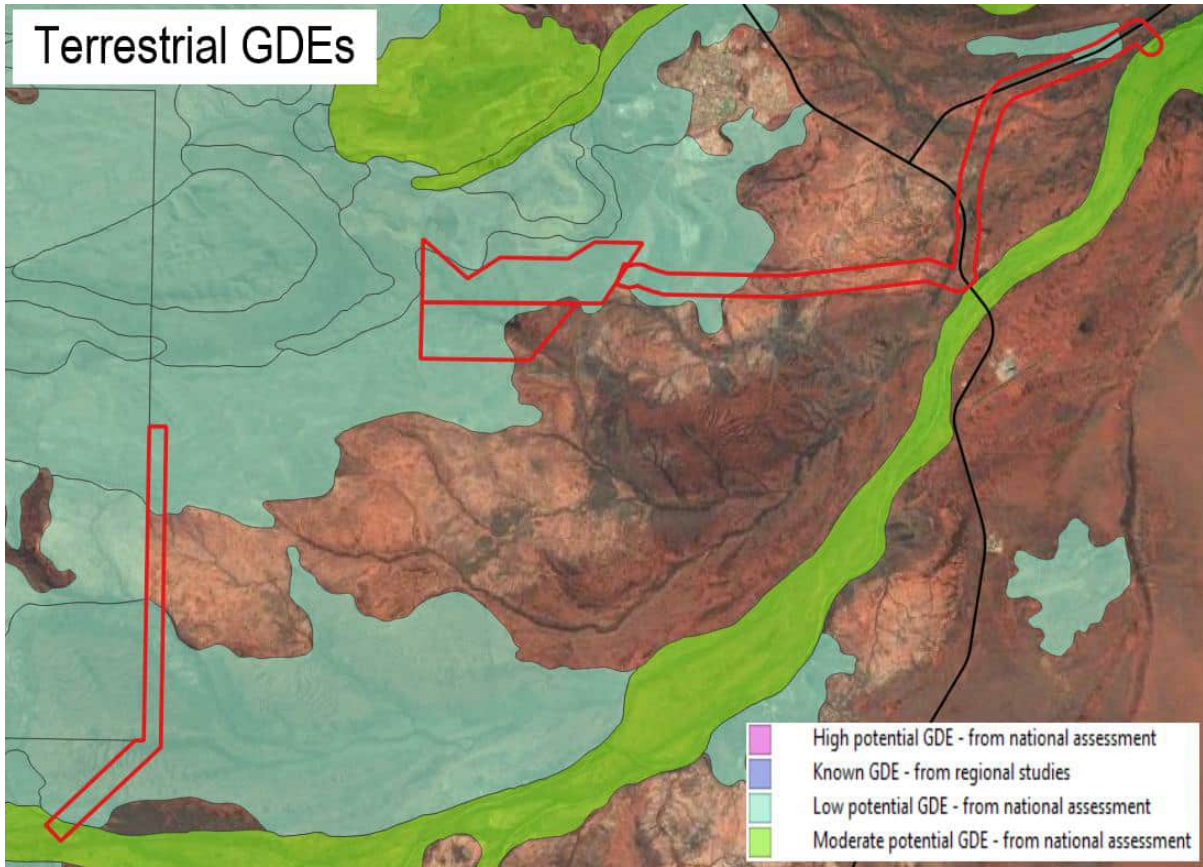 Terrestrial GDEs
High potential GDE - from national assessment
Known GDE - from regional studies
Low potential GDE - from national assessment
Moderate potential GDE - from national assessment